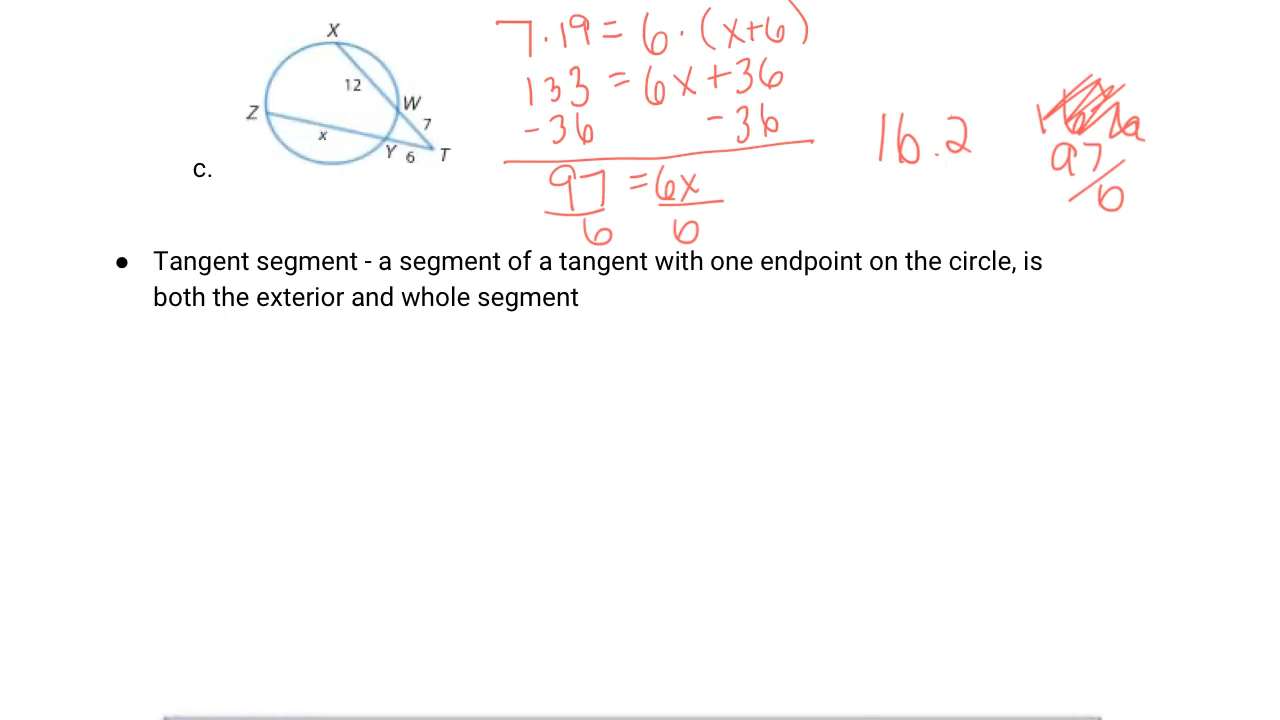 X
12
W
7
Z
x
Y 6 T
c.
7·19 = 6·(x+6)
133 = 6x+36
-36 -36
97 = 6x
6 6
16.2
97
/6
● Tangent segment - a segment of a tangent with one endpoint on the circle, is
both the exterior and whole segment